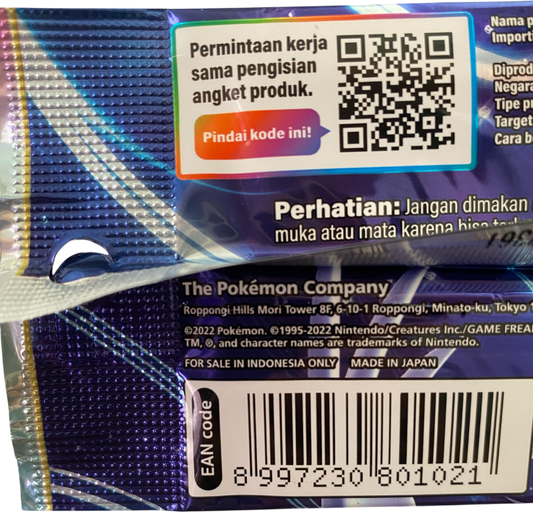 Permintaan kerja
sama pengisian
angket produk.
Pindai kode ini!
Nama
Importi
Diprod
Negara
Tipe
Target
Cara
Perhatian: Jangan dimakan
muka atau mata karena bisa
The Pokémon Company
Roppongi Hills Mori Tower 8F, 6-10-1 Roppongi, Minato-ku, Tokyo
©2022 Pokémon. ©1995-2022 Nintendo/Creatures Inc./GAME FREAK
TM, ®, and character names are trademarks of Nintendo.
FOR SALE IN INDONESIA ONLY MADE IN JAPAN
EAN code
8 997230 801021